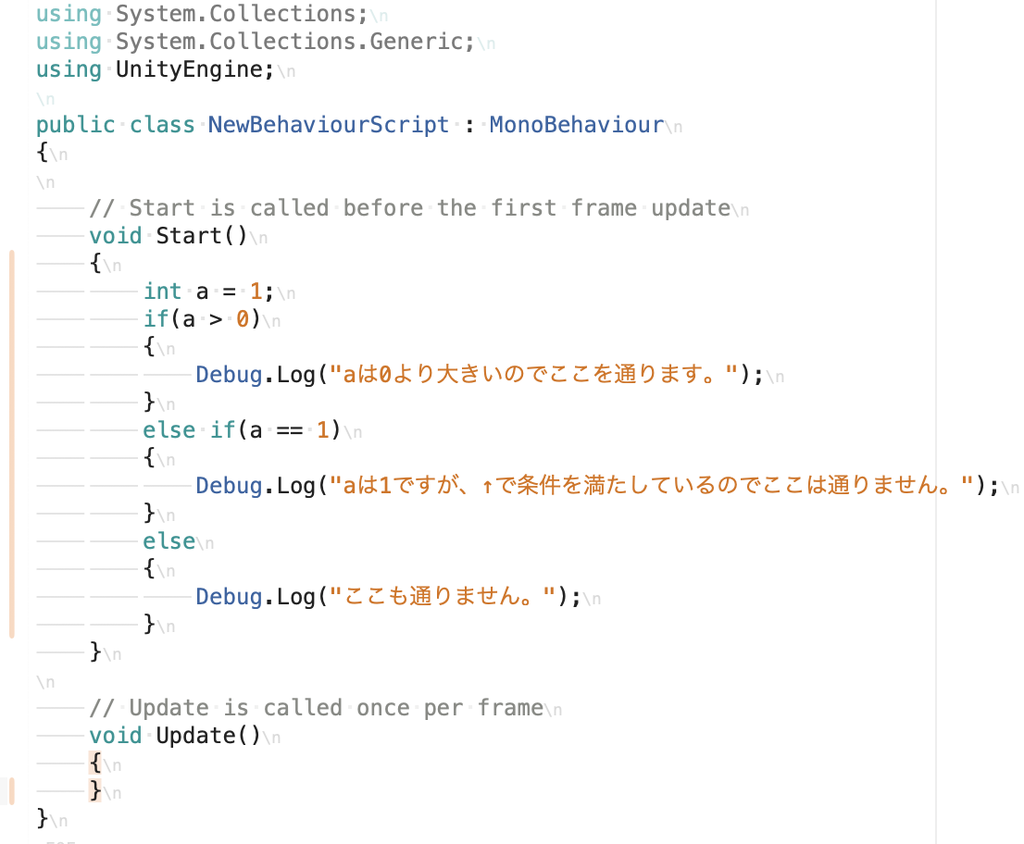 using System.Collections;\n
using System.Collections.Generic;\n
using UnityEngine;\n
\n
public class NewBehaviourScript : MonoBehaviour\n
{\n
\n
// Start is called before the first frame update\n
void Start()\n
{\n
int a = 1;\n
if(a > 0)\n
{\n
Debug.Log("aは0より大きいのでここを通ります。");\n
}\n
else if(a == 1)\n
{\n
Debug.Log("aは1ですが、↑で条件を満たしているのでここは通りません。");\n
}\n
else\n
{\n
Debug.Log("ここも通りません。");\n
}\n
}\n
\n
// Update is called once per frame\n
void Update()\n
{\n
}\n
}\n